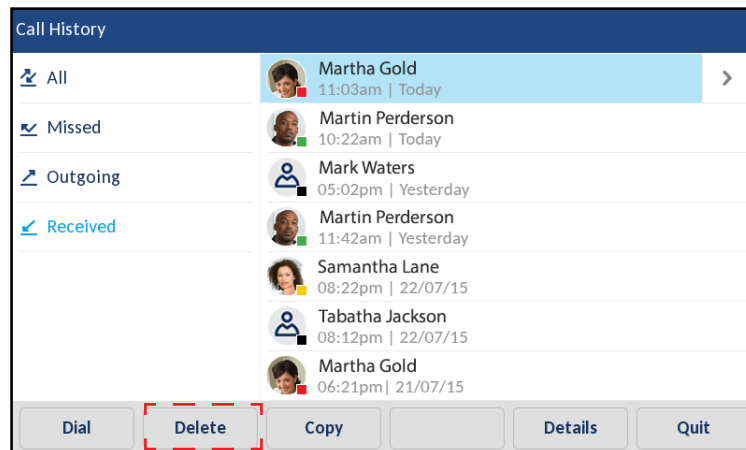 Call History
All
Missed
Outgoing
Received
Martha Gold
11:03am | Today
Martin Perderson
10:22am | Today
Mark Waters
05:02pm | Yesterday
Martin Perderson
11:42am | Yesterday
Samantha Lane
08:22pm | 22/07/15
Tabatha Jackson
08:12pm | 22/07/15
Martha Gold
06:21pm| 21/07/15
Dial Delete Copy Details Quit